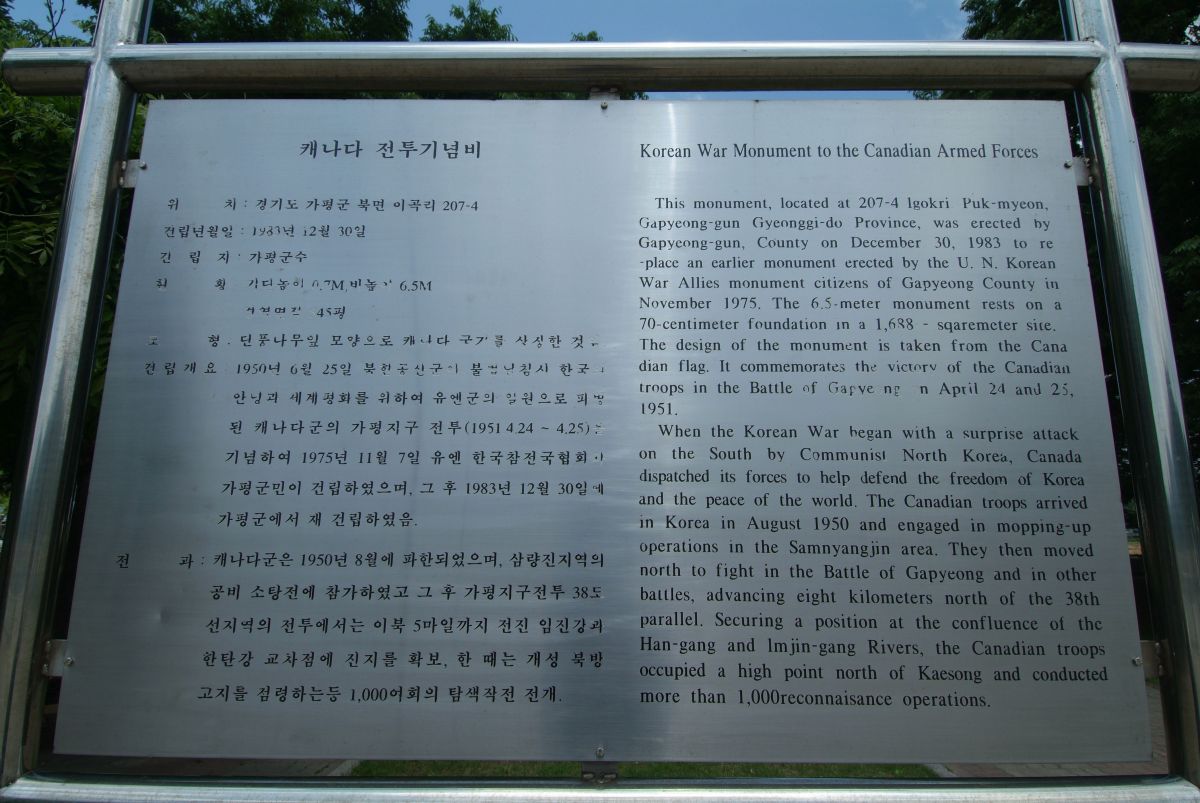 캐나다 전투기념비
위 치 : 경기도 가평군 북면 이곡리 207-4
건립년월일 : 1983년 12월 30일
건 립 자 : 가평군수
현 황 6.5M
형 : 단풍나무잎 모양으로 캐나다 국기를 상징한 것
건립개요 : 1950년 6월 25일 북한공산군이 불법남침시 한국
안녕과 세계평화를 위하여 유엔군의 일원으로
된 캐나다군의 가평지구 전투(1951 4.24 ~ 4.25)
기념하여 1975년 11월 7일 유엔 한국참전국협회
가평군민이 건립하였으며, 그 후 1983년 12월 30일에
가평군에서 재 건립하였음.
전 과 : 캐나다군은 1950년 8월에 파한되었으며, 삼량진지역의
공비 소탕전에 참가하였고 그 후 가평지구전투 38도
선지역의 전투에서는 이북 5마일까지 전진 임진강과
한탄강 교차점에 진지를 확보, 한 때는 개성 북방
고지를 점령하는등 1,000여회의 탐색작전 전개.
Korean War Monument to the Canadian Armed Forces
This monument, located at 207-4 Igokri Puk-myeon,
Gapyeong-gun Gyeonggi-do Province, was erected by
Gapyeong-gun, County on December 30, 1983 to re
-place an earlier monument erected by the U. N. Korean
War Allies monument citizens of Gapyeong County in
November 1975. The 6.5-meter monument rests on a
70-centimeter foundation in a 1,688 - sqaremeter site.
The design of the monument is taken from the Cana
dian flag. It commemorates the victory of the Canadian
troops in the Battle of Gapyeong in April 24 and 25,
1951.
When the Korean War began with a surprise attack
on the South by Communist North Korea, Canada
dispatched its forces to help defend the freedom of Korea
and the peace of the world. The Canadian troops arrived
in Korea in August 1950 and engaged in mopping-up
operations in the Samnyangjin area. They then moved
north to fight in the Battle of Gapyeong and in other
battles, advancing eight kilometers north of the 38th
parallel. Securing a position at the confluence of the
Han-gang and Imjin-gang Rivers, the Canadian troops
occupied a high point north of Kaesong and conducted
more than 1,000reconnaisance operations.